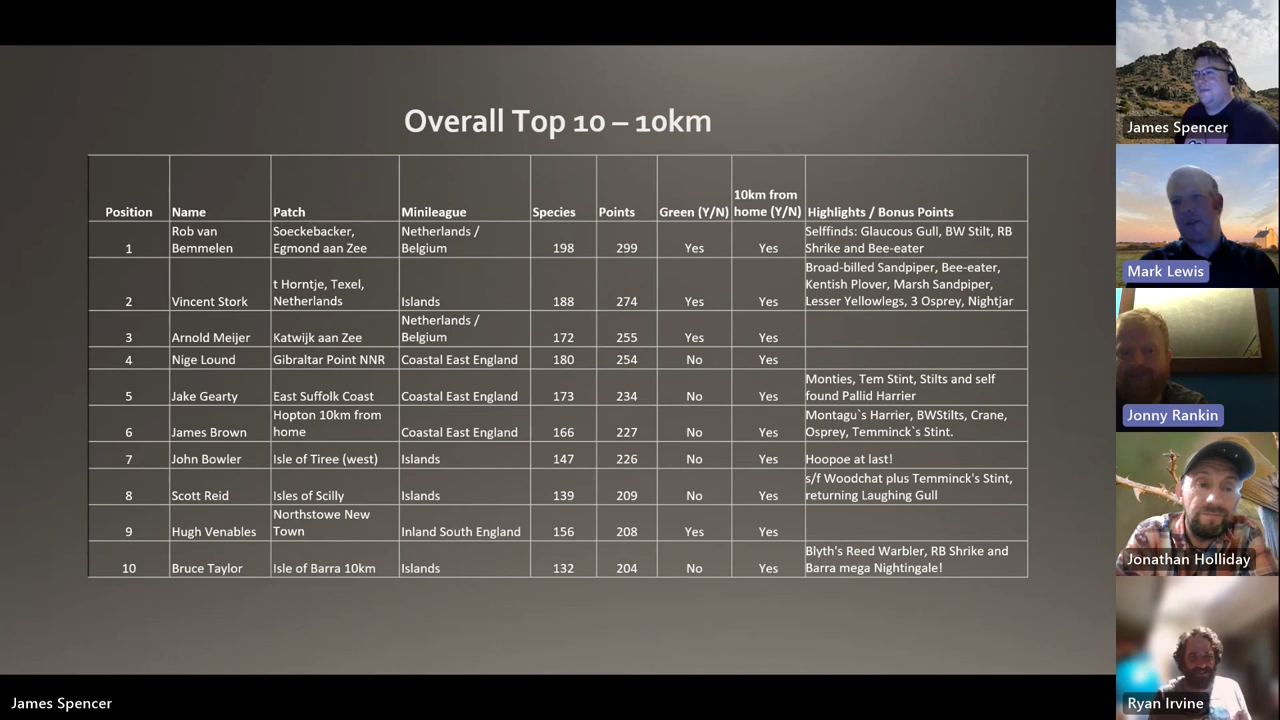 Overall Top 10 – 10km
Position Name Patch Minileague Species Points Green (Y/N) 10km from home (Y/N) Highlights / Bonus Points
1 Rob van Bemmelen Soeckebacker, Egmond aan Zee Netherlands / Belgium 198 299 Yes Yes Selffinds: Glaucous Gull, BW Stilt, RB Shrike and Bee-eater
2 Vincent Stork t Horntje, Texel, Netherlands Islands 188 274 Yes Yes Broad-billed Sandpiper, Bee-eater, Kentish Plover, Marsh Sandpiper, Lesser Yellowlegs, 3 Osprey, Nightjar
3 Arnold Meijer Katwijk aan Zee Netherlands / Belgium 172 255 Yes Yes
4 Nige Lound Gibraltar Point NNR Coastal East England 180 254 No Yes
5 Jake Gearty East Suffolk Coast Coastal East England 173 234 No Yes Monties, Tem Stint, Stilts and self found Pallid Harrier
6 James Brown Hopton 10km from home Coastal East England 166 227 No Yes Montagu`s Harrier, BWStilts, Crane, Osprey, Temminck`s Stint.
7 John Bowler Isle of Tiree (west) Islands 147 226 No Yes Hoopoe at last!
8 Scott Reid Isles of Scilly Islands 139 209 No Yes s/f Woodchat plus Temminck's Stint, returning Laughing Gull
9 Hugh Venables Northstowe New Town Inland South England 156 208 Yes Yes
10 Bruce Taylor Isle of Barra 10km Islands 132 204 No Yes Blyth's Reed Warbler, RB Shrike and Barra mega Nightingale!
James Spencer
James Spencer
Mark Lewis
Jonny Rankin
Jonathan Holliday
Ryan Irvine